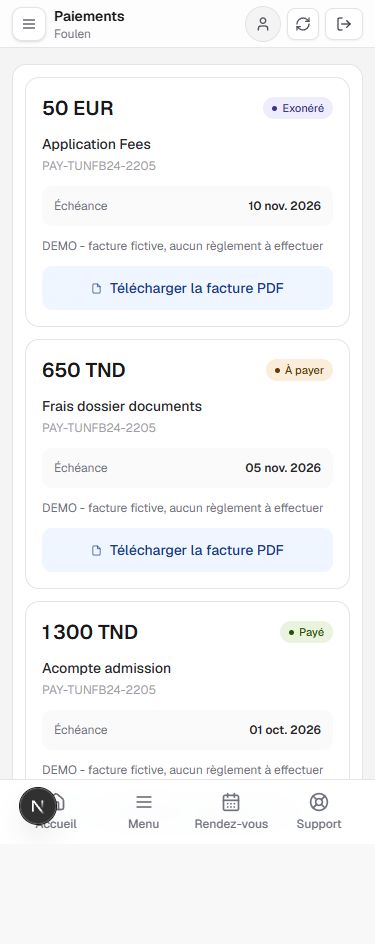 Paiements
Foulen
50 EUR
Exonéré
Application Fees
PAY-TUNFB24-2205
Échéance 10 nov. 2026
DEMO - facture fictive, aucun règlement à effectuer
Télécharger la facture PDF
650 TND
À payer
Frais dossier documents
PAY-TUNFB24-2205
Échéance 05 nov. 2026
DEMO - facture fictive, aucun règlement à effectuer
Télécharger la facture PDF
1 300 TND
Payé
Acompte admission
PAY-TUNFB24-2205
Échéance 01 oct. 2026
DEMO - facture fictive, aucun règlement à effectuer
N
Accueil Menu Rendez-vous Support